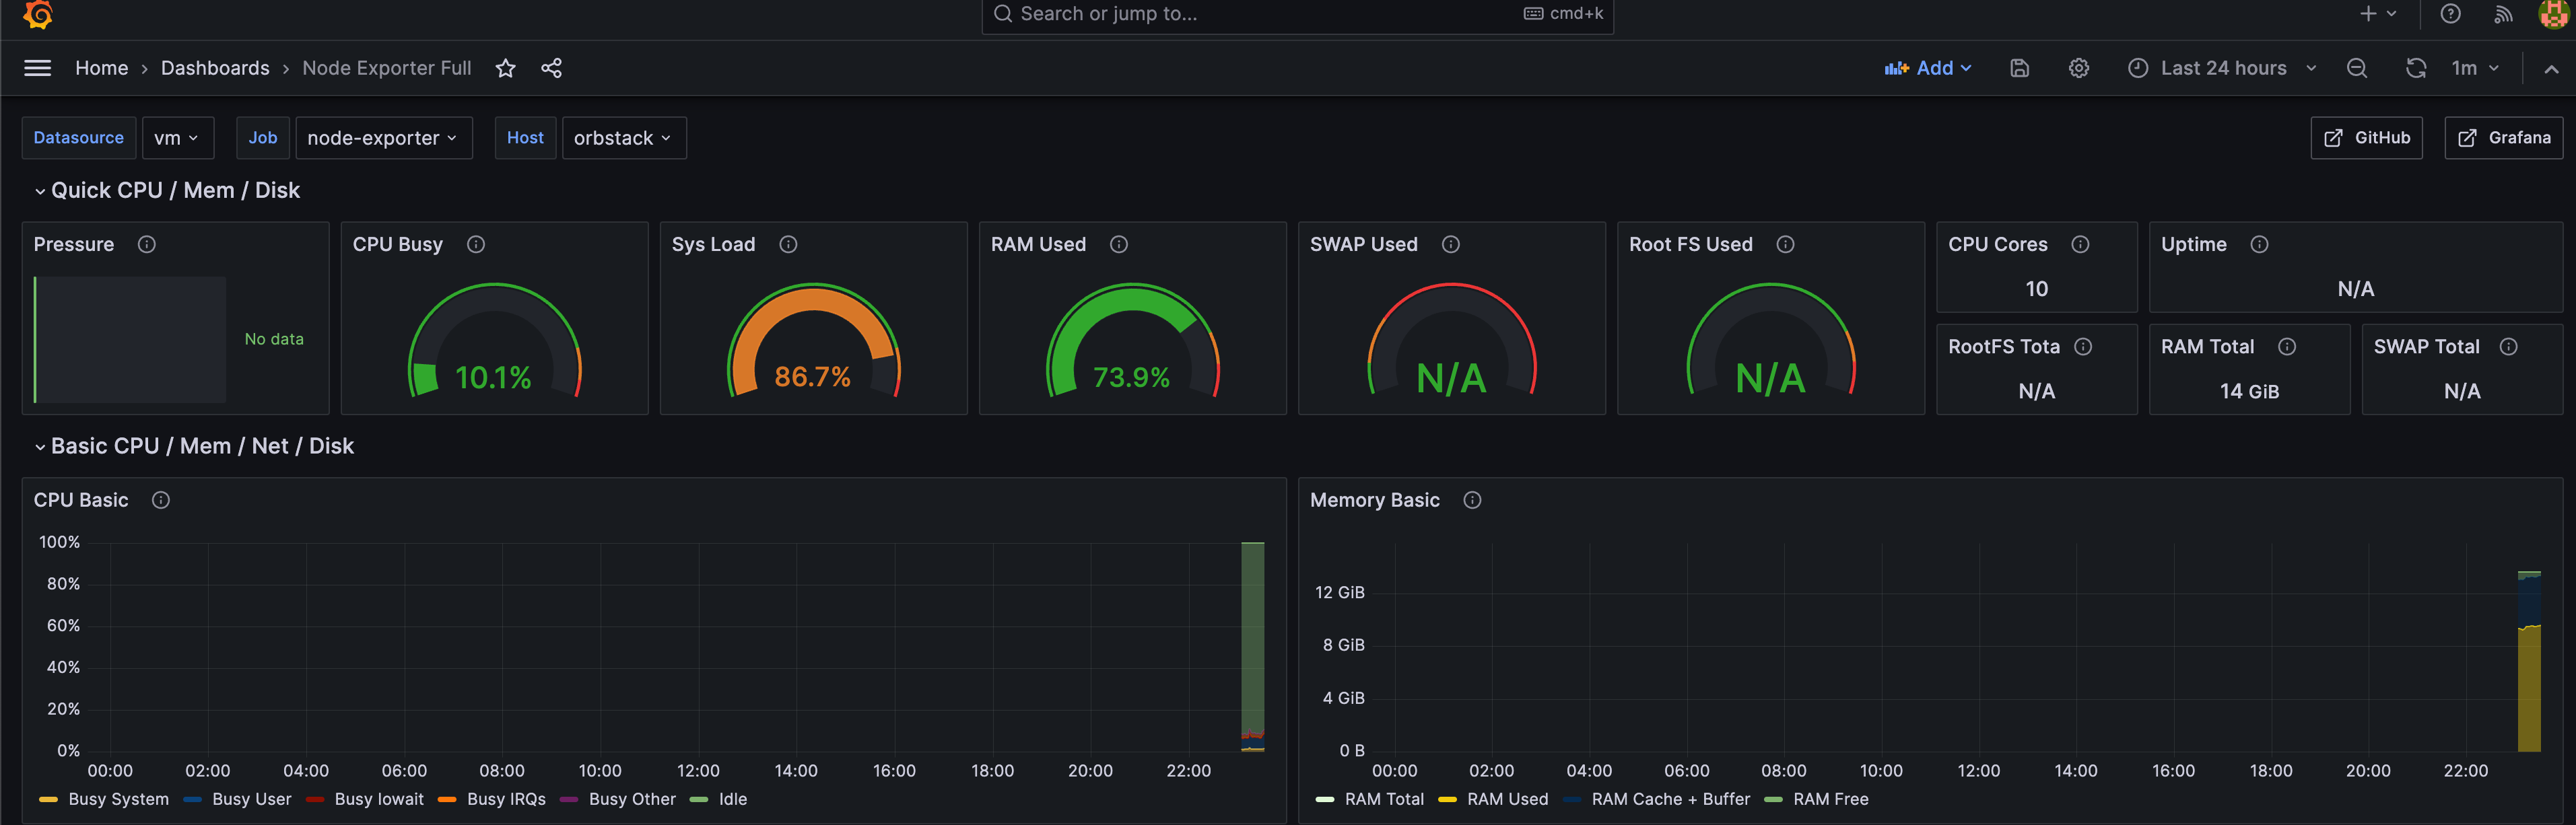 Search or jump to... cmd+k
Home › Dashboards › Node Exporter Full Add Last 24 hours 1m
Datasource vm Job node-exporter Host orbstack GitHub Grafana
Quick CPU / Mem / Disk
Pressure
No data
CPU Busy
10.1%
Sys Load
86.7%
RAM Used
73.9%
SWAP Used
N/A
Root FS Used
N/A
CPU Cores
10
Uptime
N/A
RootFS Tota
N/A
RAM Total
14 GiB
SWAP Total
N/A
Basic CPU / Mem / Net / Disk
CPU Basic
100%
80%
60%
40%
20%
0%
00:00 02:00 04:00 06:00 08:00 10:00 12:00 14:00 16:00 18:00 20:00 22:00
Busy System Busy User Busy Iowait Busy IRQs Busy Other Idle
Memory Basic
12 GiB
8 GiB
4 GiB
0 B
00:00 02:00 04:00 06:00 08:00 10:00 12:00 14:00 16:00 18:00 20:00 22:00
RAM Total RAM Used RAM Cache + Buffer RAM Free